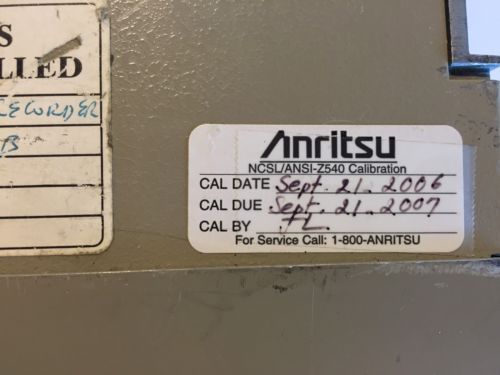 S
LLED
RECORDER
B
Anritsu
NCSL/ANSI-Z540 Calibration
CAL DATE Sept. 21. 2006
CAL DUE Sept. 21. 2007
CAL BY
For Service Call: 1-800-ANRITSU